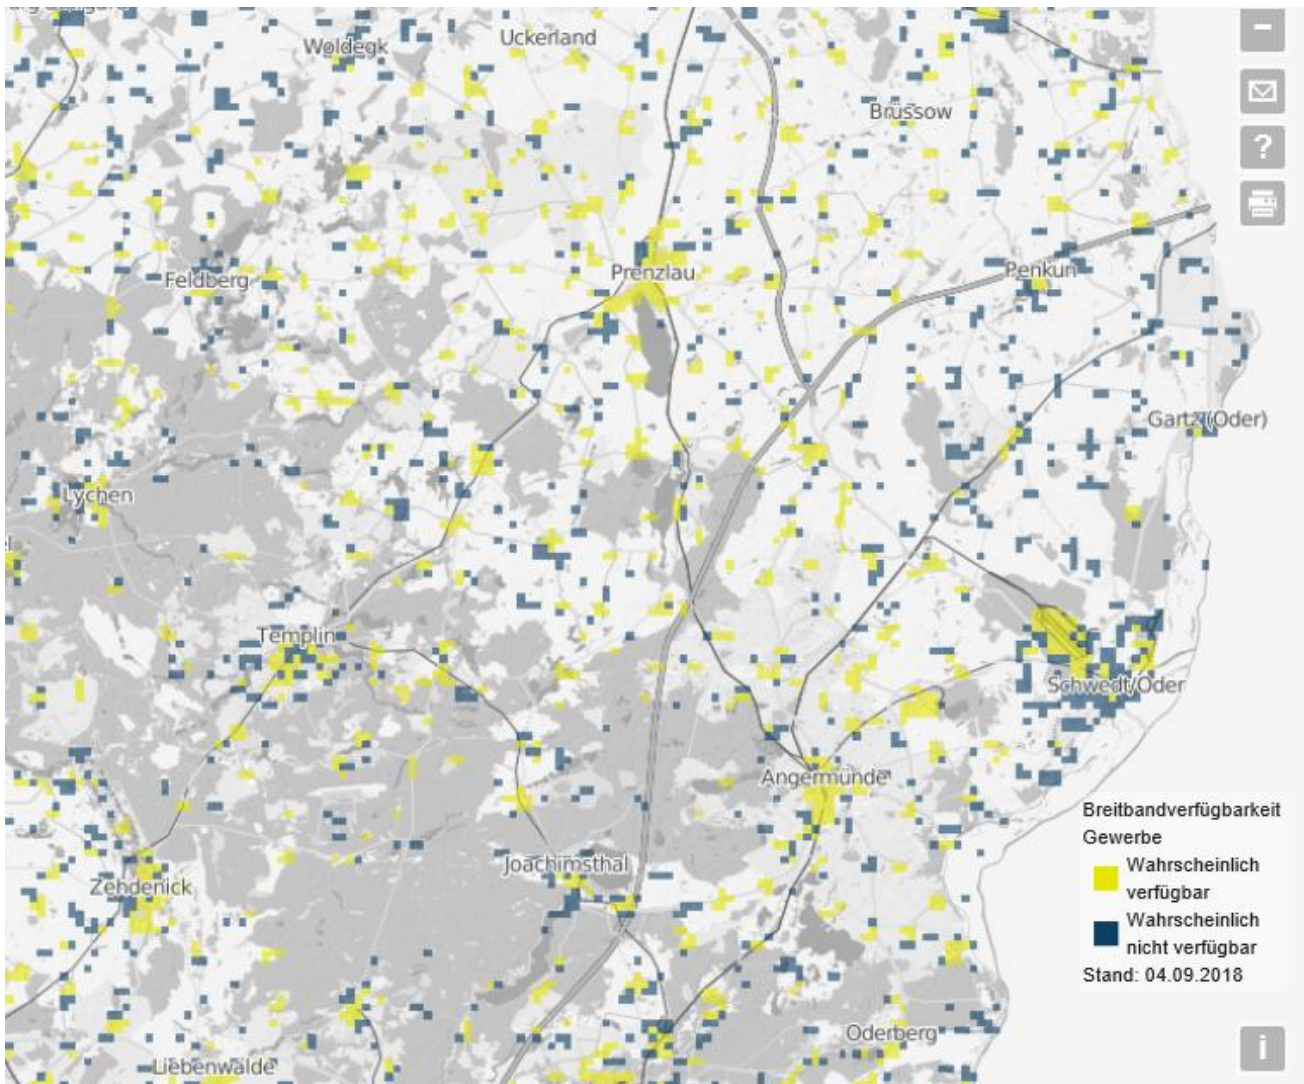 Woldegk
Uckerland
Brüssow
Feldberg
Prenzlau
Penkun
Gartz (Oder)
Lychen
Templin
Schwedt/Oder
Angermünde
Breitbandverfügbarkeit
Gewerbe
Wahrscheinlich
verfügbar
Wahrscheinlich
nicht verfügbar
Stand: 04.09.2018
Joachimsthal
Zehdenick
Oderberg
Liebenwalde
?
i